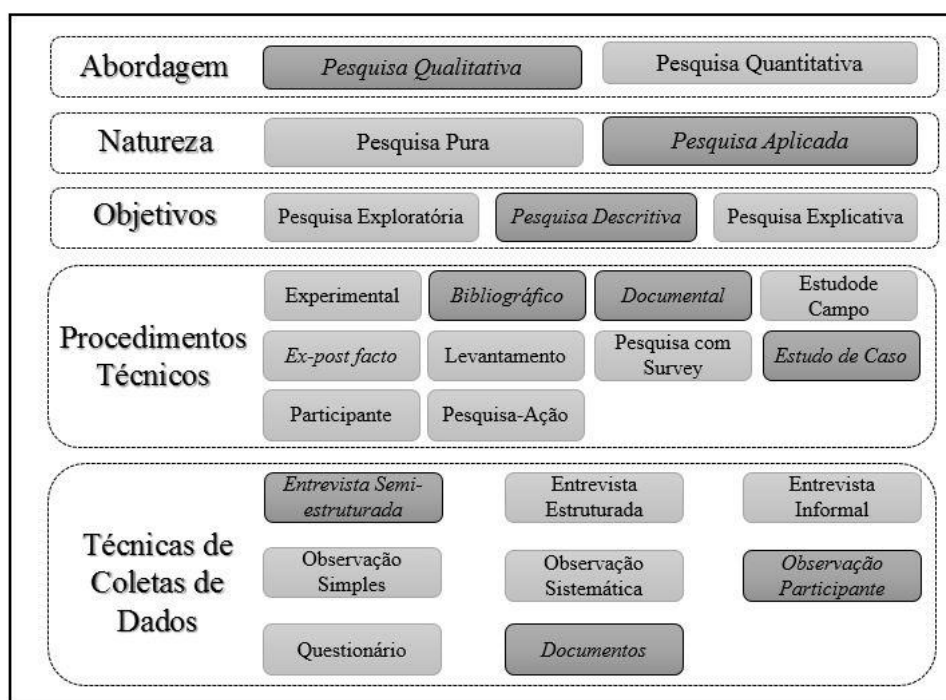 Abordagem
Pesquisa Qualitativa
Pesquisa Quantitativa
Natureza
Pesquisa Pura
Pesquisa Aplicada
Objetivos
Pesquisa Exploratória
Pesquisa Descritiva
Pesquisa Explicativa
Procedimentos
Técnicos
Experimental
Bibliográfico
Documental
Estudode
Campo
Ex-post facto
Levantamento
Pesquisa com
Survey
Estudo de Caso
Participante
Pesquisa-Ação
Técnicas de
Coletas de
Dados
Entrevista Semi-
estruturada
Entrevista
Estruturada
Entrevista
Informal
Observação
Simples
Observação
Sistemática
Observação
Participante
Questionário
Documentos